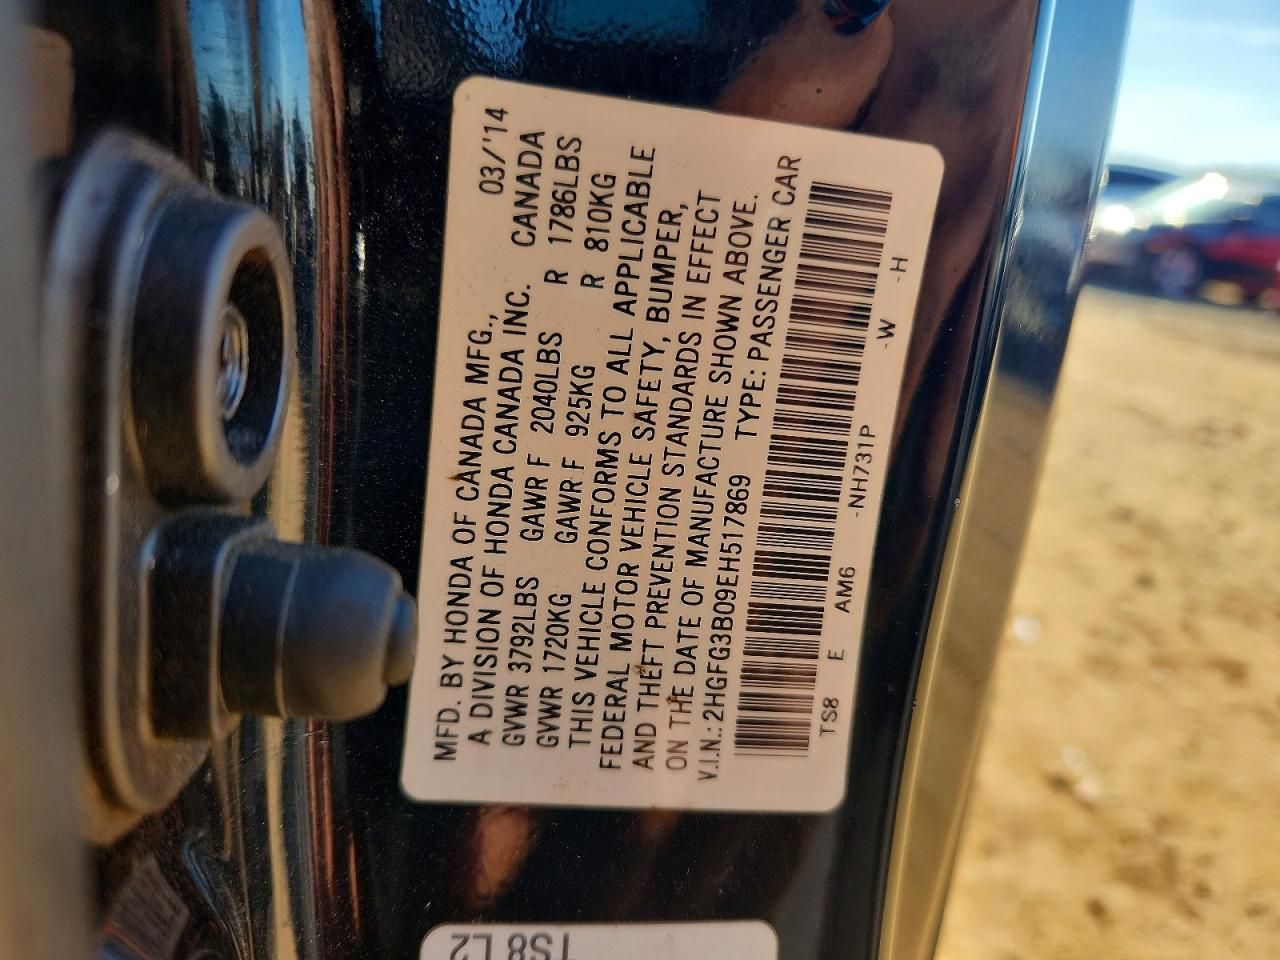 MFD. BY HONDA OF CANADA MFG., 03/'14
A DIVISION OF HONDA CANADA INC. CANADA
GVWR 3792LBS GAWR F 2040LBS R 1786LBS
GVWR 1720KG GAWR F 925KG R 810KG
THIS VEHICLE CONFORMS TO ALL APPLICABLE
FEDERAL MOTOR VEHICLE SAFETY, BUMPER,
AND THEFT PREVENTION STANDARDS IN EFFECT
ON THE DATE OF MANUFACTURE SHOWN ABOVE.
V.I.N.: 2HGFG3B09EH517869 TYPE: PASSENGER CAR
TS8 E AM6 -NH731P -W -H
TS8 L2